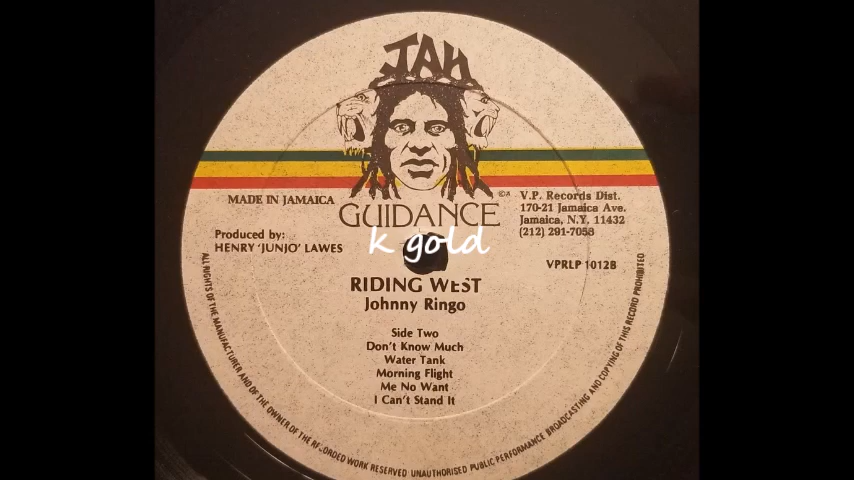 JAH
MADE IN JAMAICA
GUIDANCE
Produced by:
HENRY 'JUNJO' LAWES
V.P. Records Dist.
170-21 Jamaica Ave.
Jamaica, N.Y. 11432
(212) 291-7058
k gold
VPRLP 1012B
RIDING WEST
Johnny Ringo
Side Two
Don't Know Much
Water Tank
Morning Flight
Me No Want
I Can't Stand It
ALL RIGHTS OF THE MANUFACTURER AND OF THE OWNER OF THE RECORDED WORK RESERVED UNAUTHORISED PUBLIC PERFORMANCE BROADCASTING AND COPYING OF THIS RECORD PROHIBITED